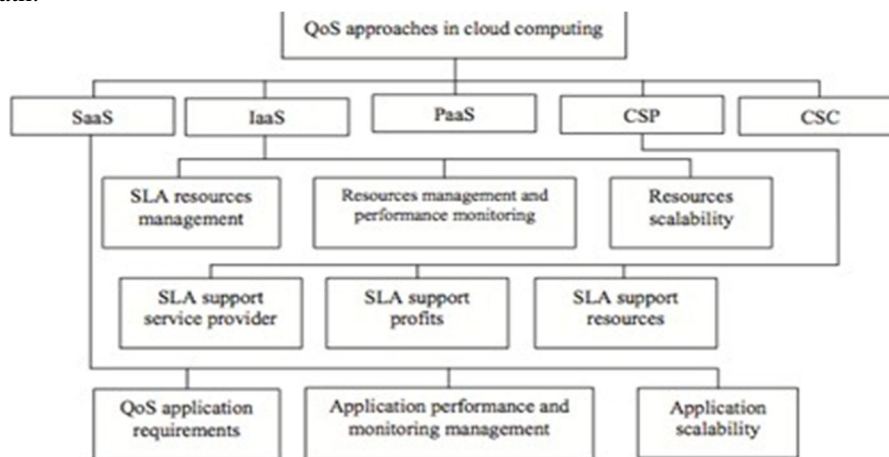 QoS approaches in cloud computing
SaaS
IaaS
PaaS
CSP
CSC
SLA resources
management
Resources management and
performance monitoring
Resources
scalability
SLA support
service provider
SLA support
profits
SLA support
resources
QoS application
requirements
Application performance and
monitoring management
Application
scalability